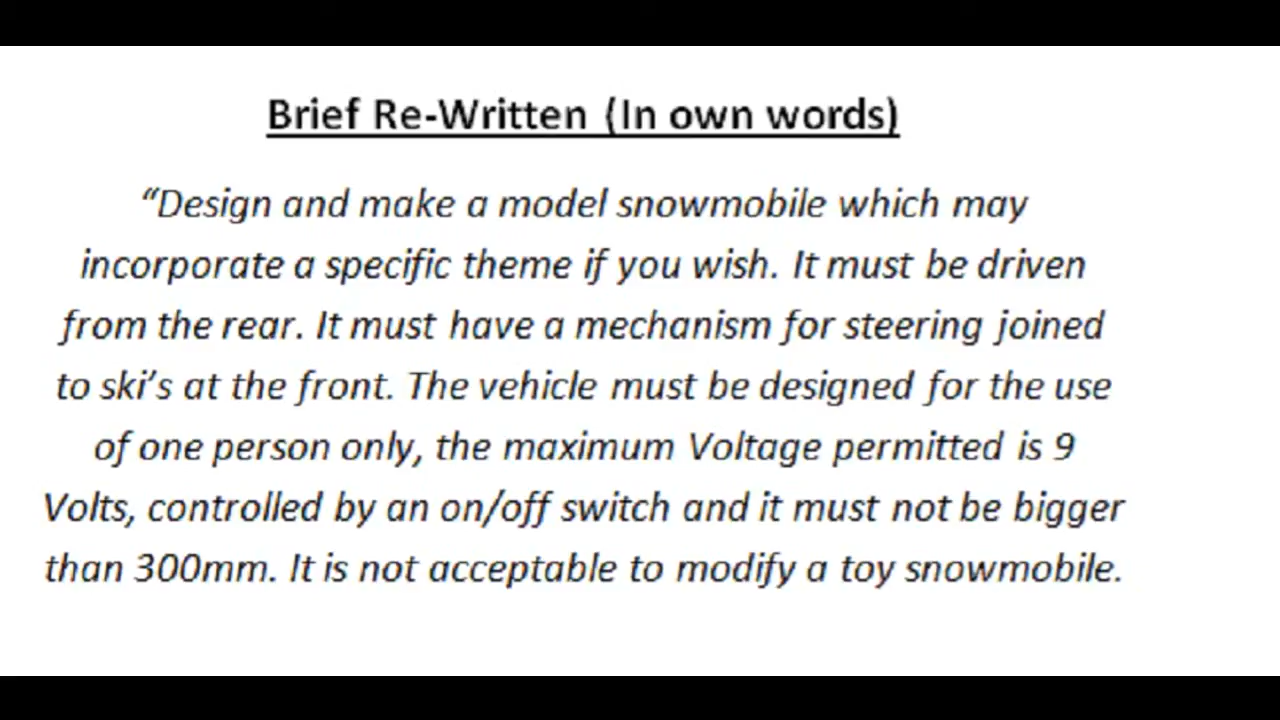 Brief Re-Written (In own words)
“Design and make a model snowmobile which may
incorporate a specific theme if you wish. It must be driven
from the rear. It must have a mechanism for steering joined
to ski’s at the front. The vehicle must be designed for the use
of one person only, the maximum Voltage permitted is 9
Volts, controlled by an on/off switch and it must not be bigger
than 300mm. It is not acceptable to modify a toy snowmobile.